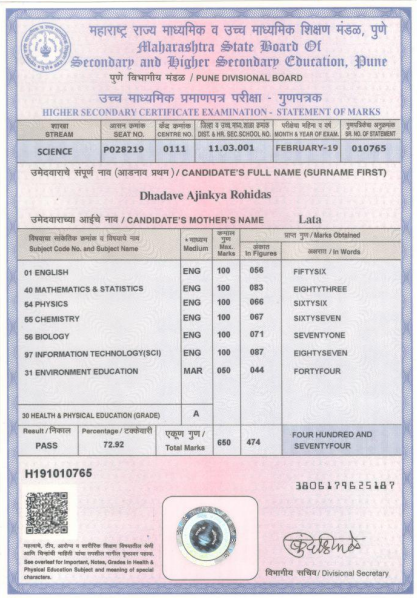 महाराष्ट्र राज्य माध्यमिक व उच्च माध्यमिक शिक्षण मंडळ, पुणे
Maharashtra State Board Of
Secondary and Higher Secondary Education, Pune
पुणे विभागीय मंडळ / PUNE DIVISIONAL BOARD
उच्च माध्यमिक प्रमाणपत्र परीक्षा - गुणपत्रक
HIGHER SECONDARY CERTIFICATE EXAMINATION - STATEMENT OF MARKS
शाखा आसन क्रमांक केंद्र क्रमांक जिल्हा व उच्च माध्य. शाळा क्रमांक परीक्षेचा महिना व वर्ष गुणपत्रिकेचा अनुक्रमांक
STREAM SEAT NO. CENTRE NO. DIST. & HR. SEC. SCHOOL NO. MONTH & YEAR OF EXAM. SR. NO. OF STATEMENT
SCIENCE P028219 0111 11.03.001 FEBRUARY-19 010765
उमेदवाराचे संपूर्ण नाव (आडनाव प्रथम) / CANDIDATE'S FULL NAME (SURNAME FIRST)
Dhadave Ajinkya Rohidas
उमेदवाराच्या आईचे नाव / CANDIDATE'S MOTHER'S NAME Lata
विषयाचा सांकेतिक क्रमांक व विषयाचे नाव माध्यम कमाल गुण प्राप्त गुण / Marks Obtained
Subject Code No. and Subject Name Medium Max. Marks अंकात In Figures अक्षरात / In Words
01 ENGLISH ENG 100 056 FIFTYSIX
40 MATHEMATICS & STATISTICS ENG 100 083 EIGHTYTHREE
54 PHYSICS ENG 100 066 SIXTYSIX
55 CHEMISTRY ENG 100 067 SIXTYSEVEN
56 BIOLOGY ENG 100 071 SEVENTYONE
97 INFORMATION TECHNOLOGY(SCI) ENG 100 087 EIGHTYSEVEN
31 ENVIRONMENT EDUCATION MAR 050 044 FORTYFOUR
30 HEALTH & PHYSICAL EDUCATION (GRADE) A
Result / निकाल Percentage / टक्केवारी एकूण गुण / 650 474 FOUR HUNDRED AND
PASS 72.92 Total Marks SEVENTYFOUR
H191010765
3806179625187
महत्वाचे, टीप, आरोग्य व शारीरिक शिक्षण विषयातील श्रेणी
आणि चिन्हांची माहिती यांचा तपशील मागील पृष्ठावर पहावा.
See overleaf for Important, Notes, Grades in Health &
Physical Education Subject and meaning of special
characters.
विभागीय सचिव/ Divisional Secretary